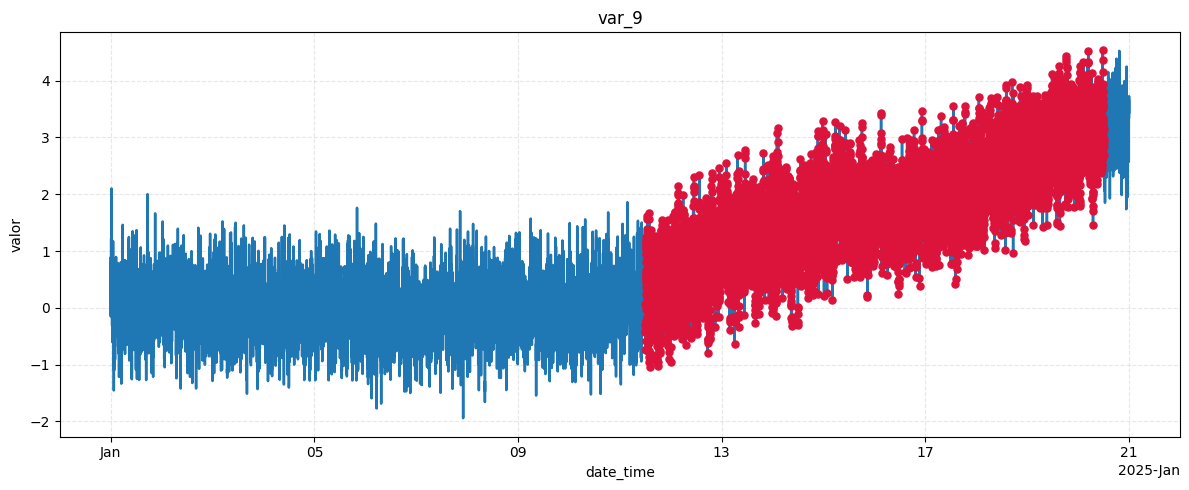 var_9
valor
4
3
2
1
0
−1
−2
Jan 05 09 13 17 21
date_time
2025-Jan